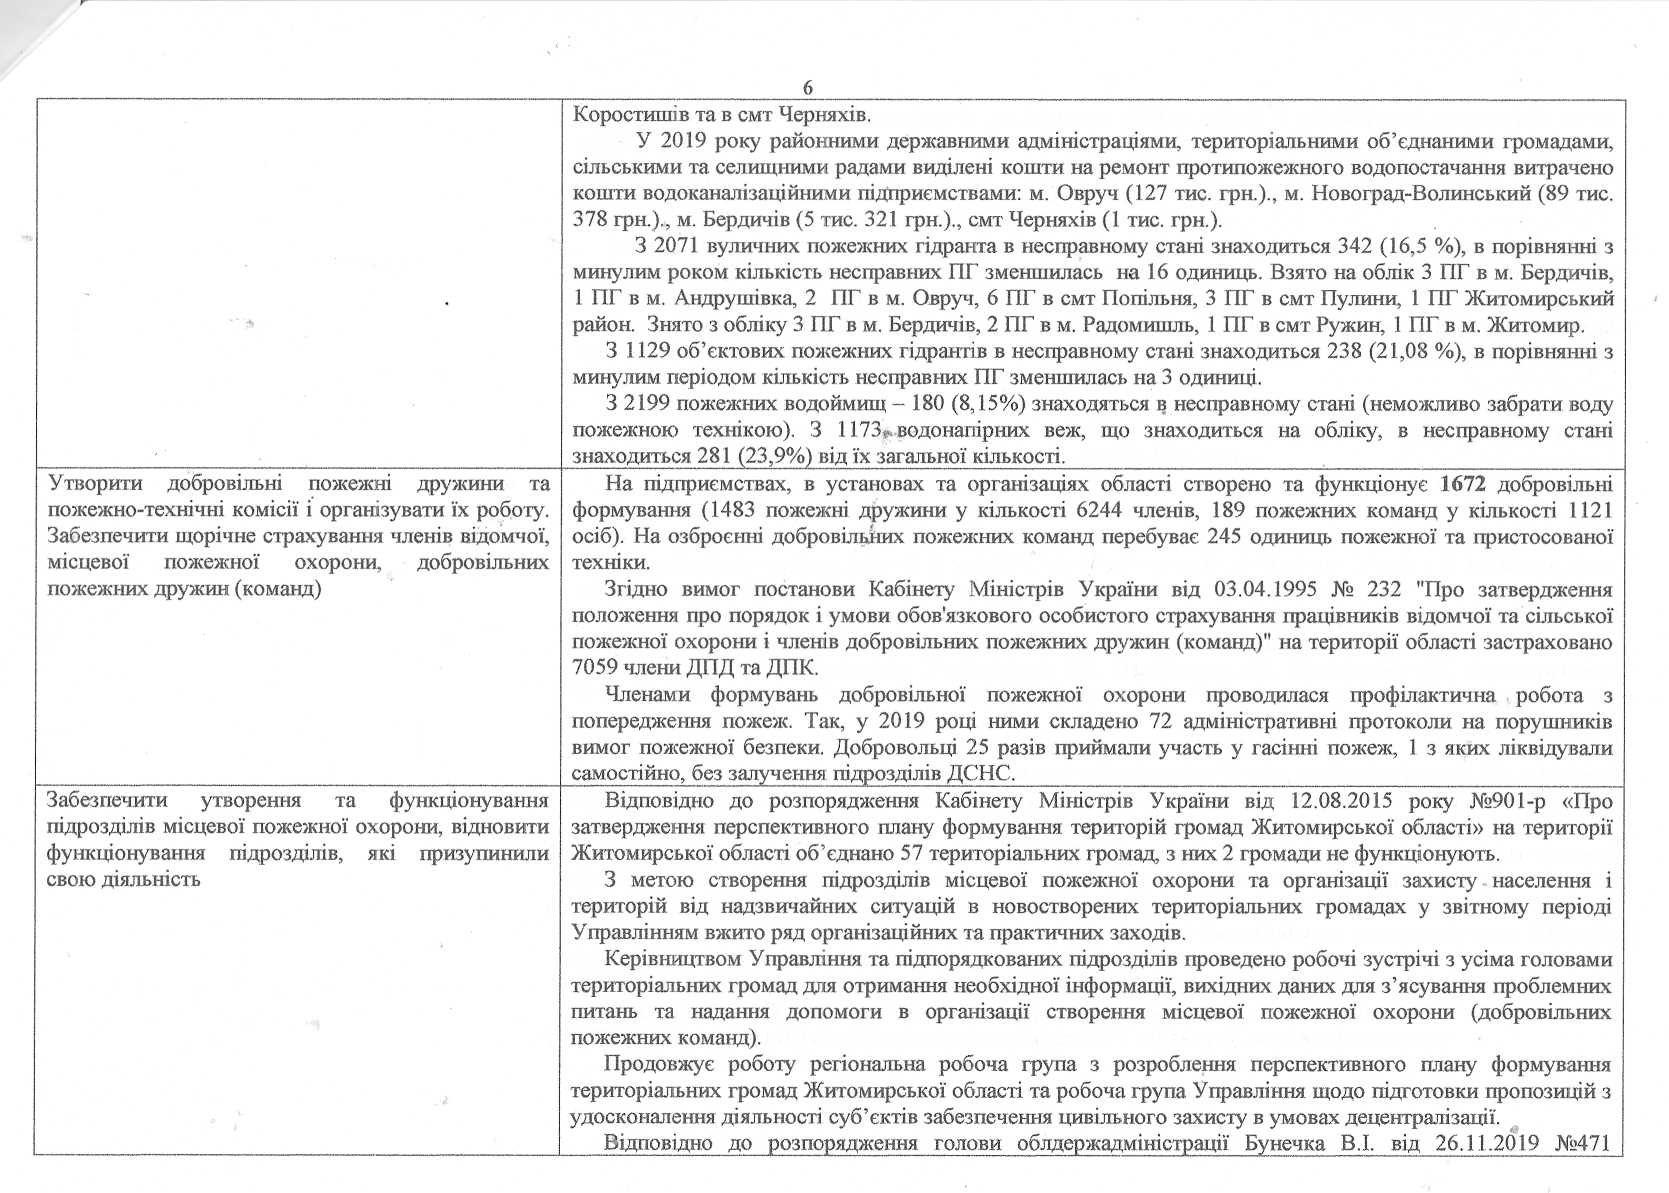 6
Коростишів та в смт Черняхів.
У 2019 року районними державними адміністраціями, територіальними об’єднаними громадами,
сільськими та селищними радами виділені кошти на ремонт протипожежного водопостачання витрачено
кошти водоканалізаційними підприємствами: м. Овруч (127 тис. грн.)., м. Новоград-Волинський (89 тис.
378 грн.)., м. Бердичів (5 тис. 321 грн.)., смт Черняхів (1 тис. грн.).
З 2071 вуличних пожежних гідранта в несправному стані знаходиться 342 (16,5 %), в порівнянні з
минулим роком кількість несправних ПГ зменшилась на 16 одиниць. Взято на облік 3 ПГ в м. Бердичів,
1 ПГ в м. Андрушівка, 2 ПГ в м. Овруч, 6 ПГ в смт Попільня, 3 ПГ в смт Пулини, 1 ПГ Житомирський
район. Знято з обліку 3 ПГ в м. Бердичів, 2 ПГ в м. Радомишль, 1 ПГ в смт Ружин, 1 ПГ в м. Житомир.
З 1129 об’єктових пожежних гідрантів в несправному стані знаходиться 238 (21,08 %), в порівнянні з
минулим періодом кількість несправних ПГ зменшилась на 3 одиниці.
З 2199 пожежних водоймищ – 180 (8,15%) знаходяться в несправному стані (неможливо забрати воду
пожежною технікою). З 1173 водонапірних веж, що знаходиться на обліку, в несправному стані
знаходиться 281 (23,9%) від їх загальної кількості.
Утворити добровільні пожежні дружини та
пожежно-технічні комісії і організувати їх роботу.
Забезпечити щорічне страхування членів відомчої,
місцевої пожежної охорони, добровільних
пожежних дружин (команд)
На підприємствах, в установах та організаціях області створено та функціонує 1672 добровільні
формування (1483 пожежні дружини у кількості 6244 членів, 189 пожежних команд у кількості 1121
осіб). На озброєнні добровільних пожежних команд перебуває 245 одиниць пожежної та пристосованої
техніки.
Згідно вимог постанови Кабінету Міністрів України від 03.04.1995 № 232 "Про затвердження
положення про порядок і умови обов'язкового особистого страхування працівників відомчої та сільської
пожежної охорони і членів добровільних пожежних дружин (команд)" на території області застраховано
7059 члени ДПД та ДПК.
Членами формувань добровільної пожежної охорони проводилася профілактична робота з
попередження пожеж. Так, у 2019 році ними складено 72 адміністративні протоколи на порушників
вимог пожежної безпеки. Добровольці 25 разів приймали участь у гасінні пожеж, 1 з яких ліквідували
самостійно, без залучення підрозділів ДСНС.
Забезпечити утворення та функціонування
підрозділів місцевої пожежної охорони, відновити
функціонування підрозділів, які призупинили
свою діяльність
Відповідно до розпорядження Кабінету Міністрів України від 12.08.2015 року №901-р «Про
затвердження перспективного плану формування територій громад Житомирської області» на території
Житомирської області об’єднано 57 територіальних громад, з них 2 громади не функціонують.
З метою створення підрозділів місцевої пожежної охорони та організації захисту населення і
територій від надзвичайних ситуацій в новостворених територіальних громадах у звітному періоді
Управлінням вжито ряд організаційних та практичних заходів.
Керівництвом Управління та підпорядкованих підрозділів проведено робочі зустрічі з усіма головами
територіальних громад для отримання необхідної інформації, вихідних даних для з’ясування проблемних
питань та надання допомоги в організації створення місцевої пожежної охорони (добровільних
пожежних команд).
Продовжує роботу регіональна робоча група з розроблення перспективного плану формування
територіальних громад Житомирської області та робоча група Управління щодо підготовки пропозицій з
удосконалення діяльності суб’єктів забезпечення цивільного захисту в умовах децентралізації.
Відповідно до розпорядження голови облдержадміністрації Бунечка В.І. від 26.11.2019 №471